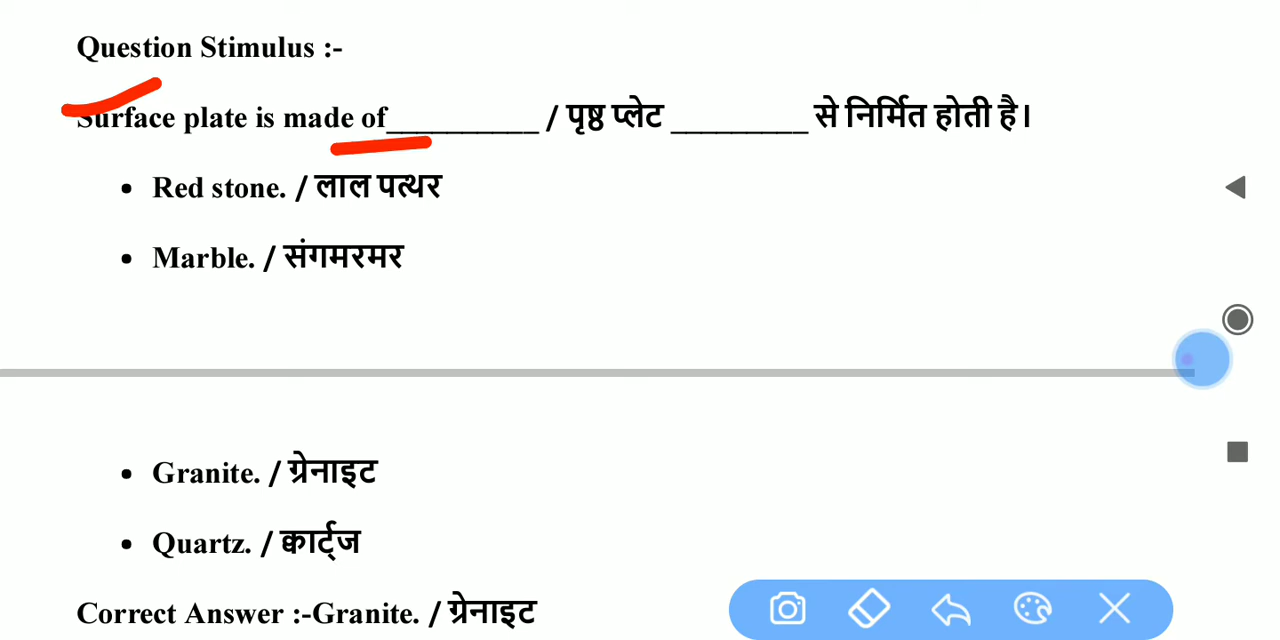 Question Stimulus :-
Surface plate is made of__________ / पृष्ठ प्लेट _________ से निर्मित होती है।
• Red stone. / लाल पत्थर
• Marble. / संगमरमर
• Granite. / ग्रेनाइट
• Quartz. / क्वार्ट्ज
Correct Answer :-Granite. / ग्रेनाइट